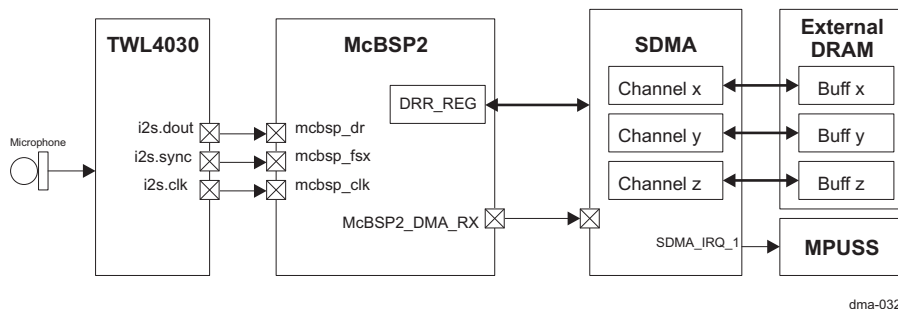 TWL4030
McBSP2
SDMA
External
DRAM
DRR_REG
Channel x
Buff x
i2s.dout
mcbsp_dr
Channel y
Buff y
Microphone
i2s.sync
mcbsp_fsx
i2s.clk
mcbsp_clk
Channel z
Buff z
McBSP2_DMA_RX
SDMA_IRQ_1
MPUSS
dma-032